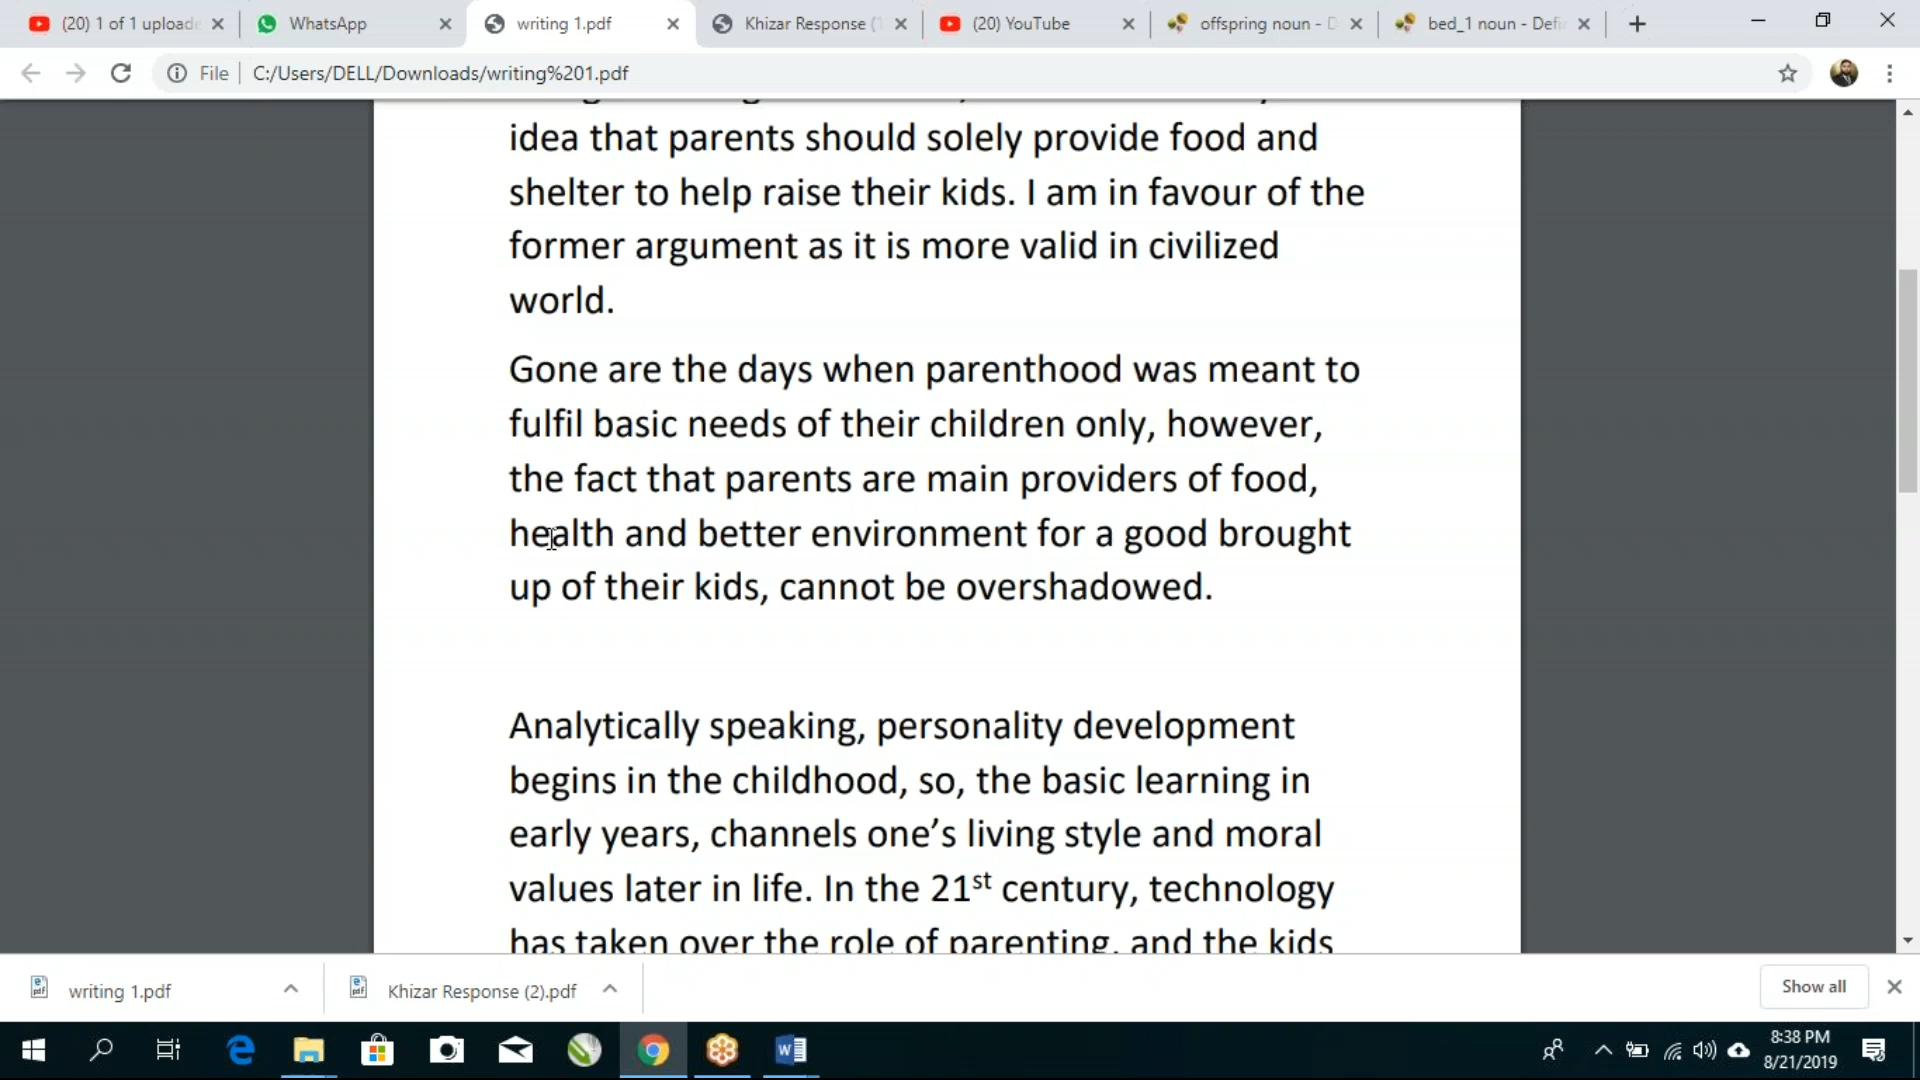 (20) 1 of 1 upload
WhatsApp
writing 1.pdf
Khizar Response (
(20) YouTube
offspring noun - D
bed_1 noun - Defi
File
C:/Users/DELL/Downloads/writing%201.pdf
idea that parents should solely provide food and
shelter to help raise their kids. I am in favour of the
former argument as it is more valid in civilized
world.
Gone are the days when parenthood was meant to
fulfil basic needs of their children only, however,
the fact that parents are main providers of food,
health and better environment for a good brought
up of their kids, cannot be overshadowed.
Analytically speaking, personality development
begins in the childhood, so, the basic learning in
early years, channels one’s living style and moral
values later in life. In the 21st century, technology
has taken over the role of parenting, and the kids
writing 1.pdf
Khizar Response (2).pdf
Show all
8:38 PM
8/21/2019